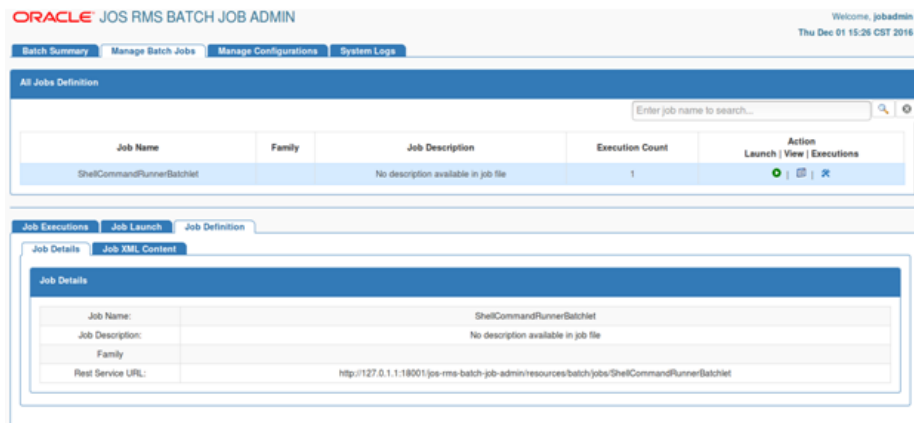 ORACLE JOS RMS BATCH JOB ADMIN
Welcome, jobadmin
Thu Dec 01 15:26 CST 2016
Batch Summary Manage Batch Jobs Manage Configurations System Logs
All Jobs Definition
Enter job name to search...
Job Name Family Job Description Execution Count Action
Launch | View | Executions
ShellCommandRunnerBatchlet No description available in job file 1 | |
Job Executions Job Launch Job Definition
Job Details Job XML Content
Job Details
Job Name: ShellCommandRunnerBatchlet
Job Description: No description available in job file
Family
Rest Service URL: http://127.0.1.1:18001/jos-rms-batch-job-admin/resources/batch/jobs/ShellCommandRunnerBatchlet